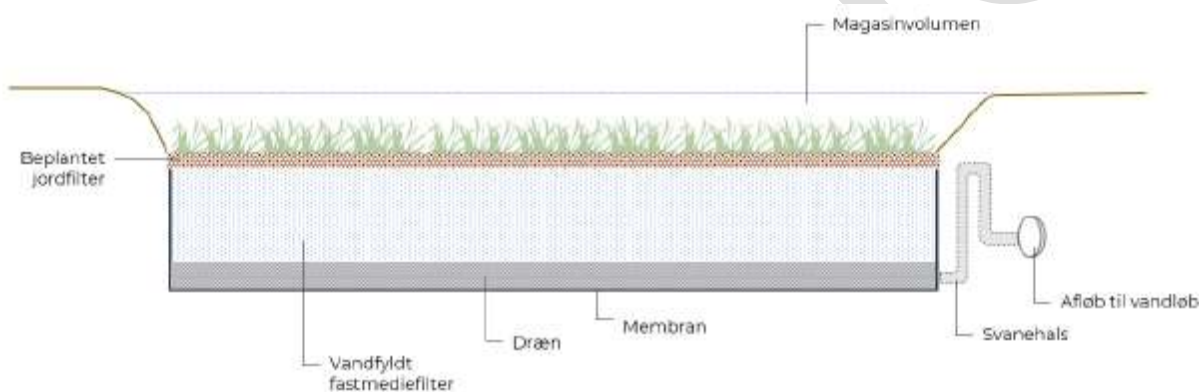 Magasinvolumen
Beplantet
jordfilter
Afløb til vandløb
Svanehals
Membran
Dræn
Vandfyldt
fastmediefilter